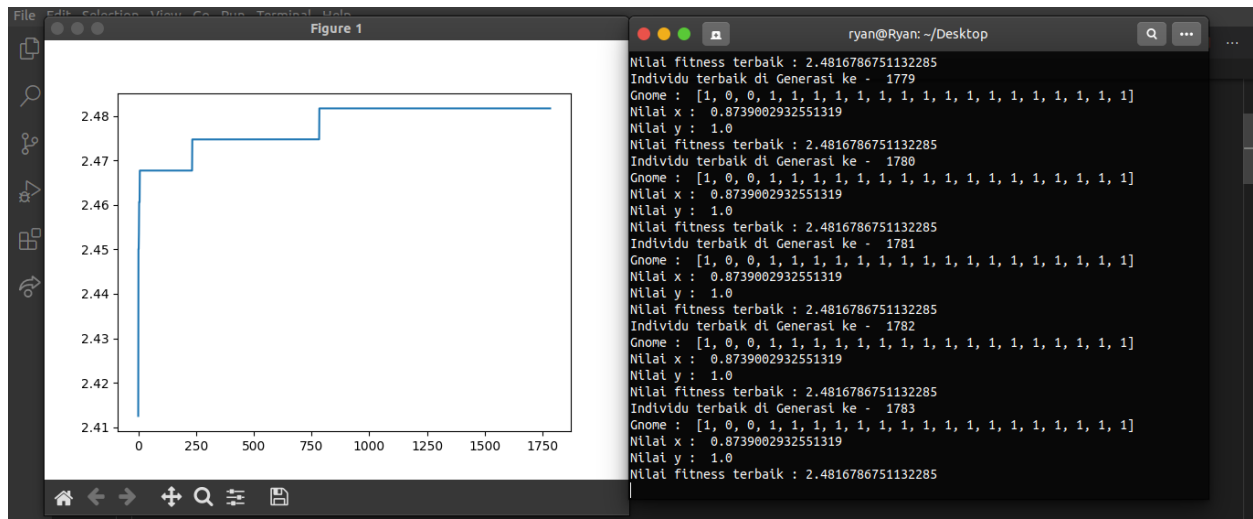 File Edit Selection View Go Run Terminal Help
Figure 1
2.48
2.47
2.46
2.45
2.44
2.43
2.42
2.41
0 250 500 750 1000 1250 1500 1750
ryan@Ryan: ~/Desktop
Nilai fitness terbaik : 2.4816786751132285
Individu terbaik di Generasi ke -  1779
Gnome :  [1, 0, 0, 1, 1, 1, 1, 1, 1, 1, 1, 1, 1, 1, 1, 1, 1, 1, 1, 1]
Nilai x :  0.8739002932551319
Nilai y :  1.0
Nilai fitness terbaik : 2.4816786751132285
Individu terbaik di Generasi ke -  1780
Gnome :  [1, 0, 0, 1, 1, 1, 1, 1, 1, 1, 1, 1, 1, 1, 1, 1, 1, 1, 1, 1]
Nilai x :  0.8739002932551319
Nilai y :  1.0
Nilai fitness terbaik : 2.4816786751132285
Individu terbaik di Generasi ke -  1781
Gnome :  [1, 0, 0, 1, 1, 1, 1, 1, 1, 1, 1, 1, 1, 1, 1, 1, 1, 1, 1, 1]
Nilai x :  0.8739002932551319
Nilai y :  1.0
Nilai fitness terbaik : 2.4816786751132285
Individu terbaik di Generasi ke -  1782
Gnome :  [1, 0, 0, 1, 1, 1, 1, 1, 1, 1, 1, 1, 1, 1, 1, 1, 1, 1, 1, 1]
Nilai x :  0.8739002932551319
Nilai y :  1.0
Nilai fitness terbaik : 2.4816786751132285
Individu terbaik di Generasi ke -  1783
Gnome :  [1, 0, 0, 1, 1, 1, 1, 1, 1, 1, 1, 1, 1, 1, 1, 1, 1, 1, 1, 1]
Nilai x :  0.8739002932551319
Nilai y :  1.0
Nilai fitness terbaik : 2.4816786751132285